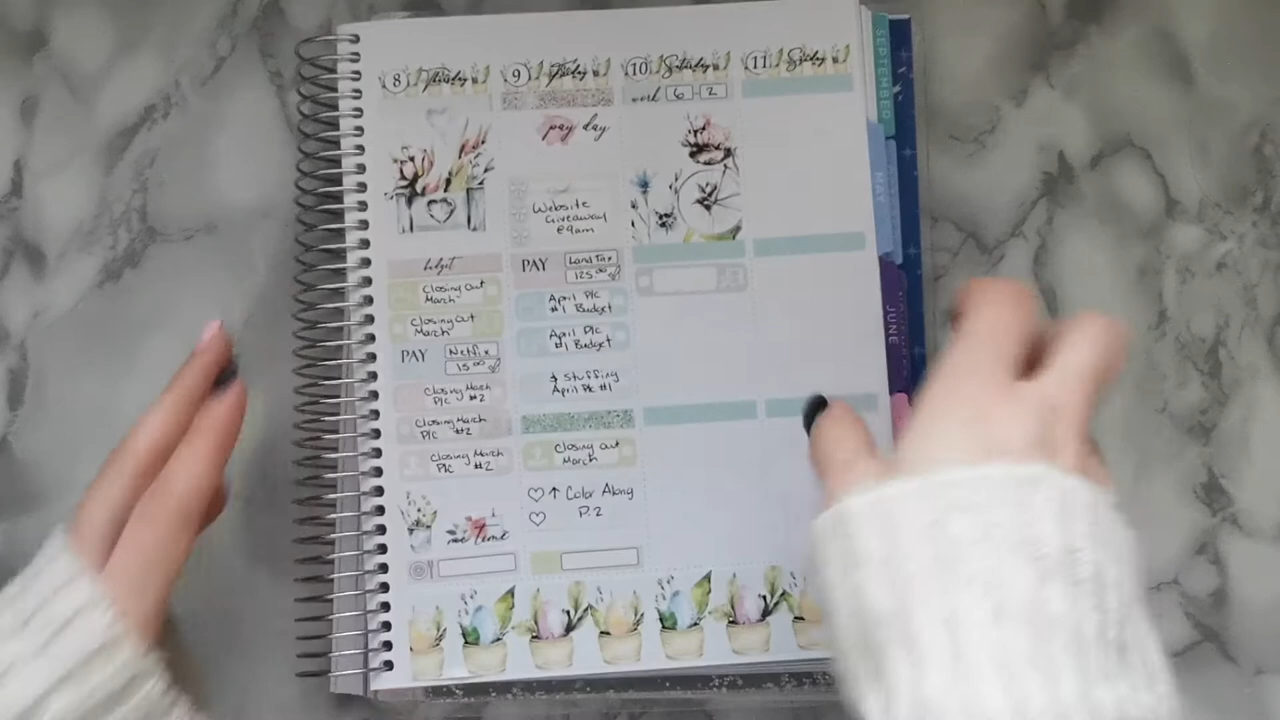 8 Thursday
9 Friday
10 Saturday
11 Sunday
work 6 - 2
pay day
Website
Giveaway
@9am
budget
PAY Land Tax
125.00
Closing Out
March
April P/c
#1 Budget
Closing Out
March
April P/c
#1 Budget
PAY Netflix
15.00
$ Stuffing
April P/c #1
Closing March
P/c #2
Closing March
P/c #2
Closing out
March
Closing March
P/c #2
↑ Color Along
P.2
me time
SEPTEMBER
MAY
JUNE